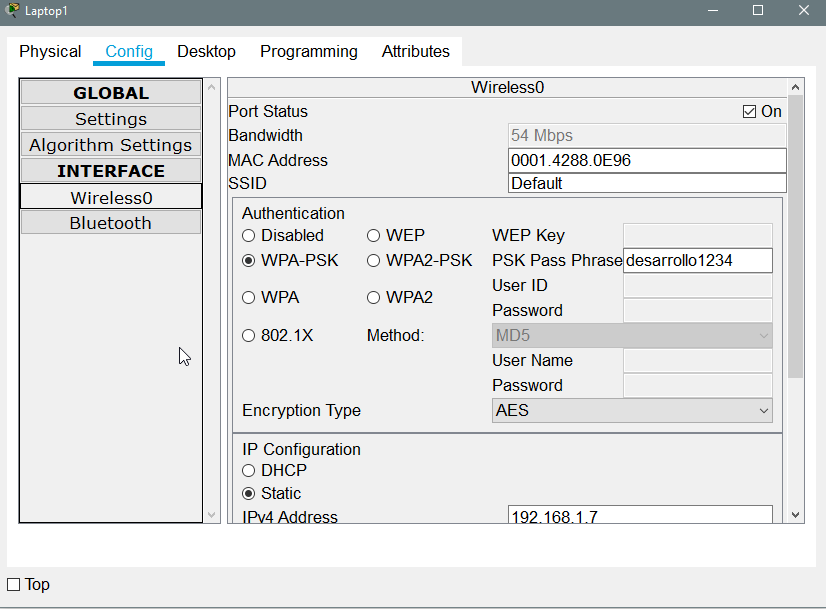 Laptop1
Physical Config Desktop Programming Attributes
GLOBAL
Settings
Algorithm Settings
INTERFACE
Wireless0
Bluetooth
Wireless0
Port Status On
Bandwidth 54 Mbps
MAC Address 0001.4288.0E96
SSID Default
Authentication
Disabled WEP WEP Key
WPA-PSK WPA2-PSK PSK Pass Phrase desarrollo1234
User ID
WPA WPA2
Password
802.1X Method: MD5
User Name
Password
Encryption Type AES
IP Configuration
DHCP
Static
IPv4 Address 192.168.1.7
Top